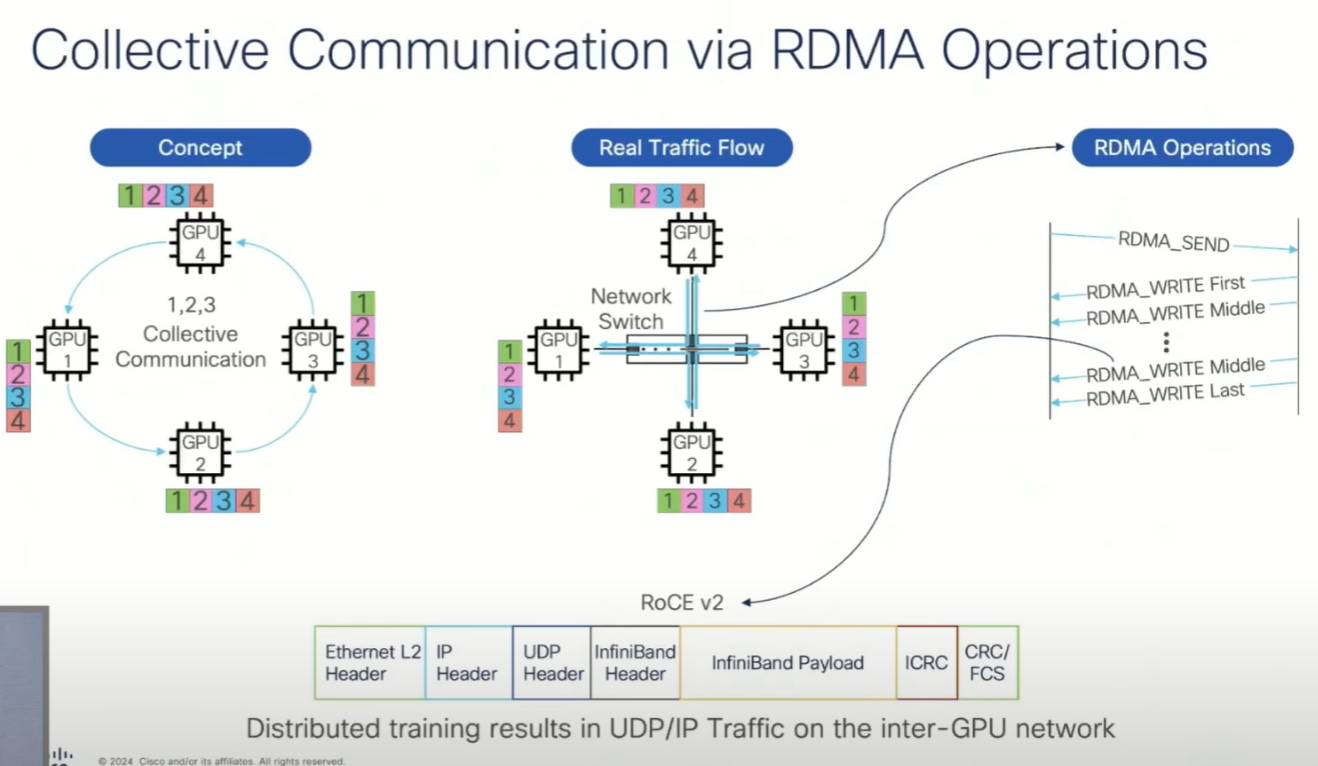 Collective Communication via RDMA Operations
Concept
1 2 3 4
GPU
4
1,2,3
Collective
Communication
GPU
1
1
2
3
4
GPU
3
1
2
3
4
GPU
2
1 2 3 4
Real Traffic Flow
1 2 3 4
GPU
4
Network
Switch
GPU
1
1
2
3
4
GPU
3
1
2
3
4
GPU
2
1 2 3 4
RDMA Operations
RDMA_SEND
RDMA_WRITE First
RDMA_WRITE Middle
RDMA_WRITE Middle
RDMA_WRITE Last
RoCE v2
Ethernet L2
Header
IP
Header
UDP
Header
InfiniBand
Header
InfiniBand Payload
ICRC
CRC/
FCS
Distributed training results in UDP/IP Traffic on the inter-GPU network
© 2024 Cisco and/or its affiliates. All rights reserved.